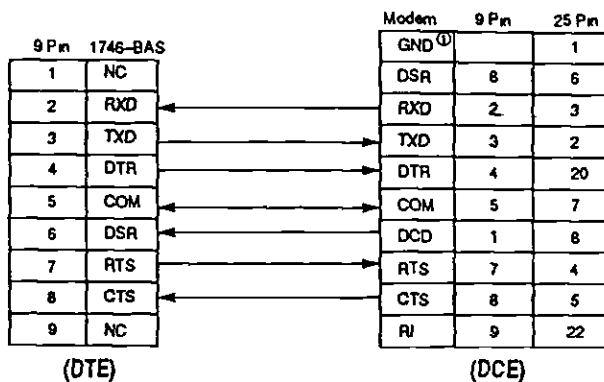 9 Pin 1746-BAS
1 NC
2 RXD
3 TXD
4 DTR
5 COM
6 DSR
7 RTS
8 CTS
9 NC
(DTE)
Modem 9 Pin 25 Pin
GND① 1
DSR 6 6
RXD 2 3
TXD 3 2
DTR 4 20
COM 5 7
DCD 1 8
RTS 7 4
CTS 8 5
RI 9 22
(DCE)